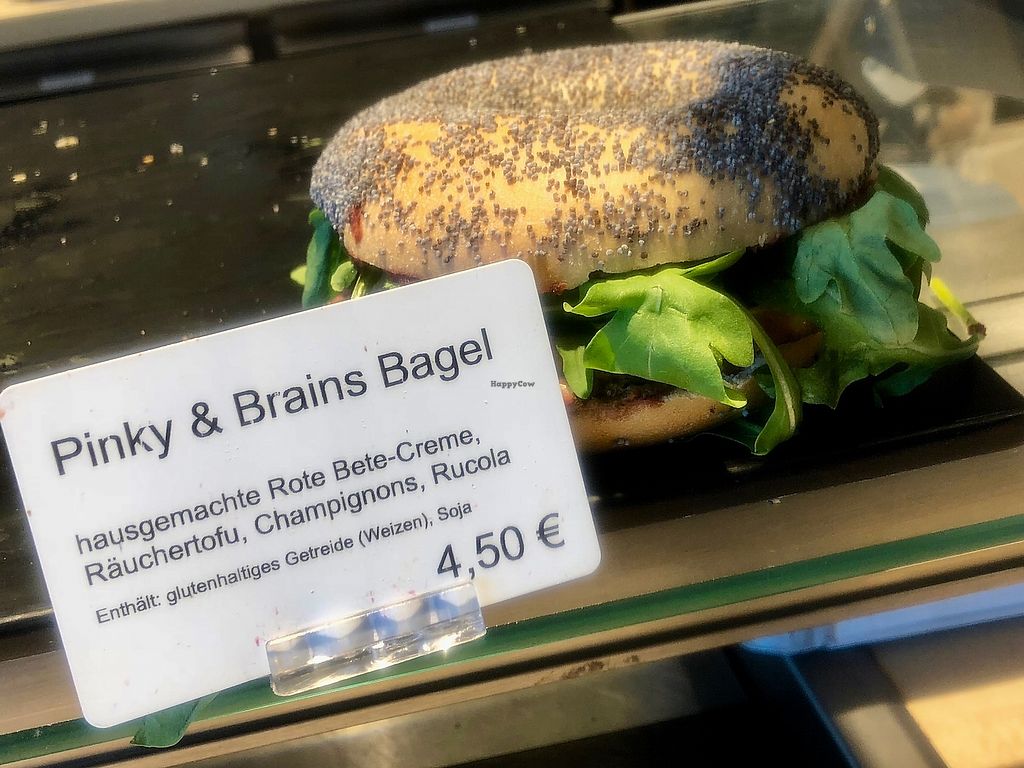 Pinky & Brains Bagel
HappyCow
hausgemachte Rote Bete-Creme,
Räuchertofu, Champignons, Rucola
Enthält: glutenhaltiges Getreide (Weizen), Soja
4,50 €